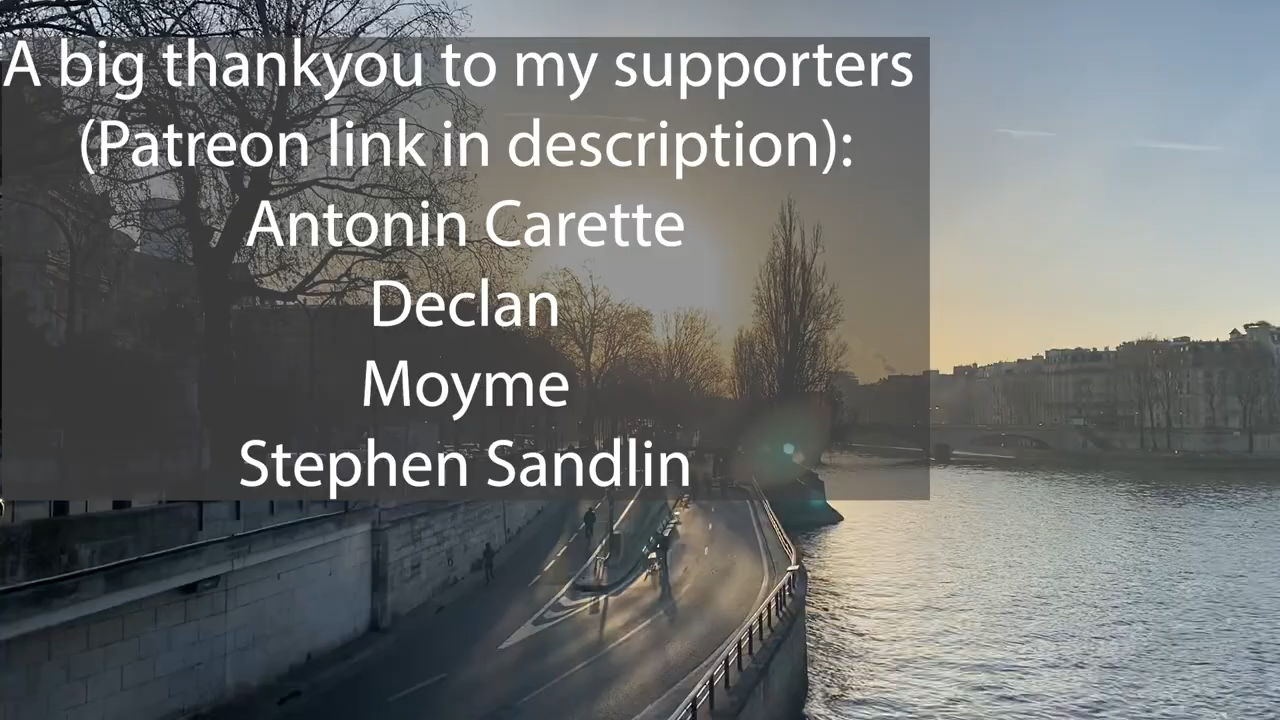 A big thankyou to my supporters
(Patreon link in description):
Antonin Carette
Declan
Moyme
Stephen Sandlin